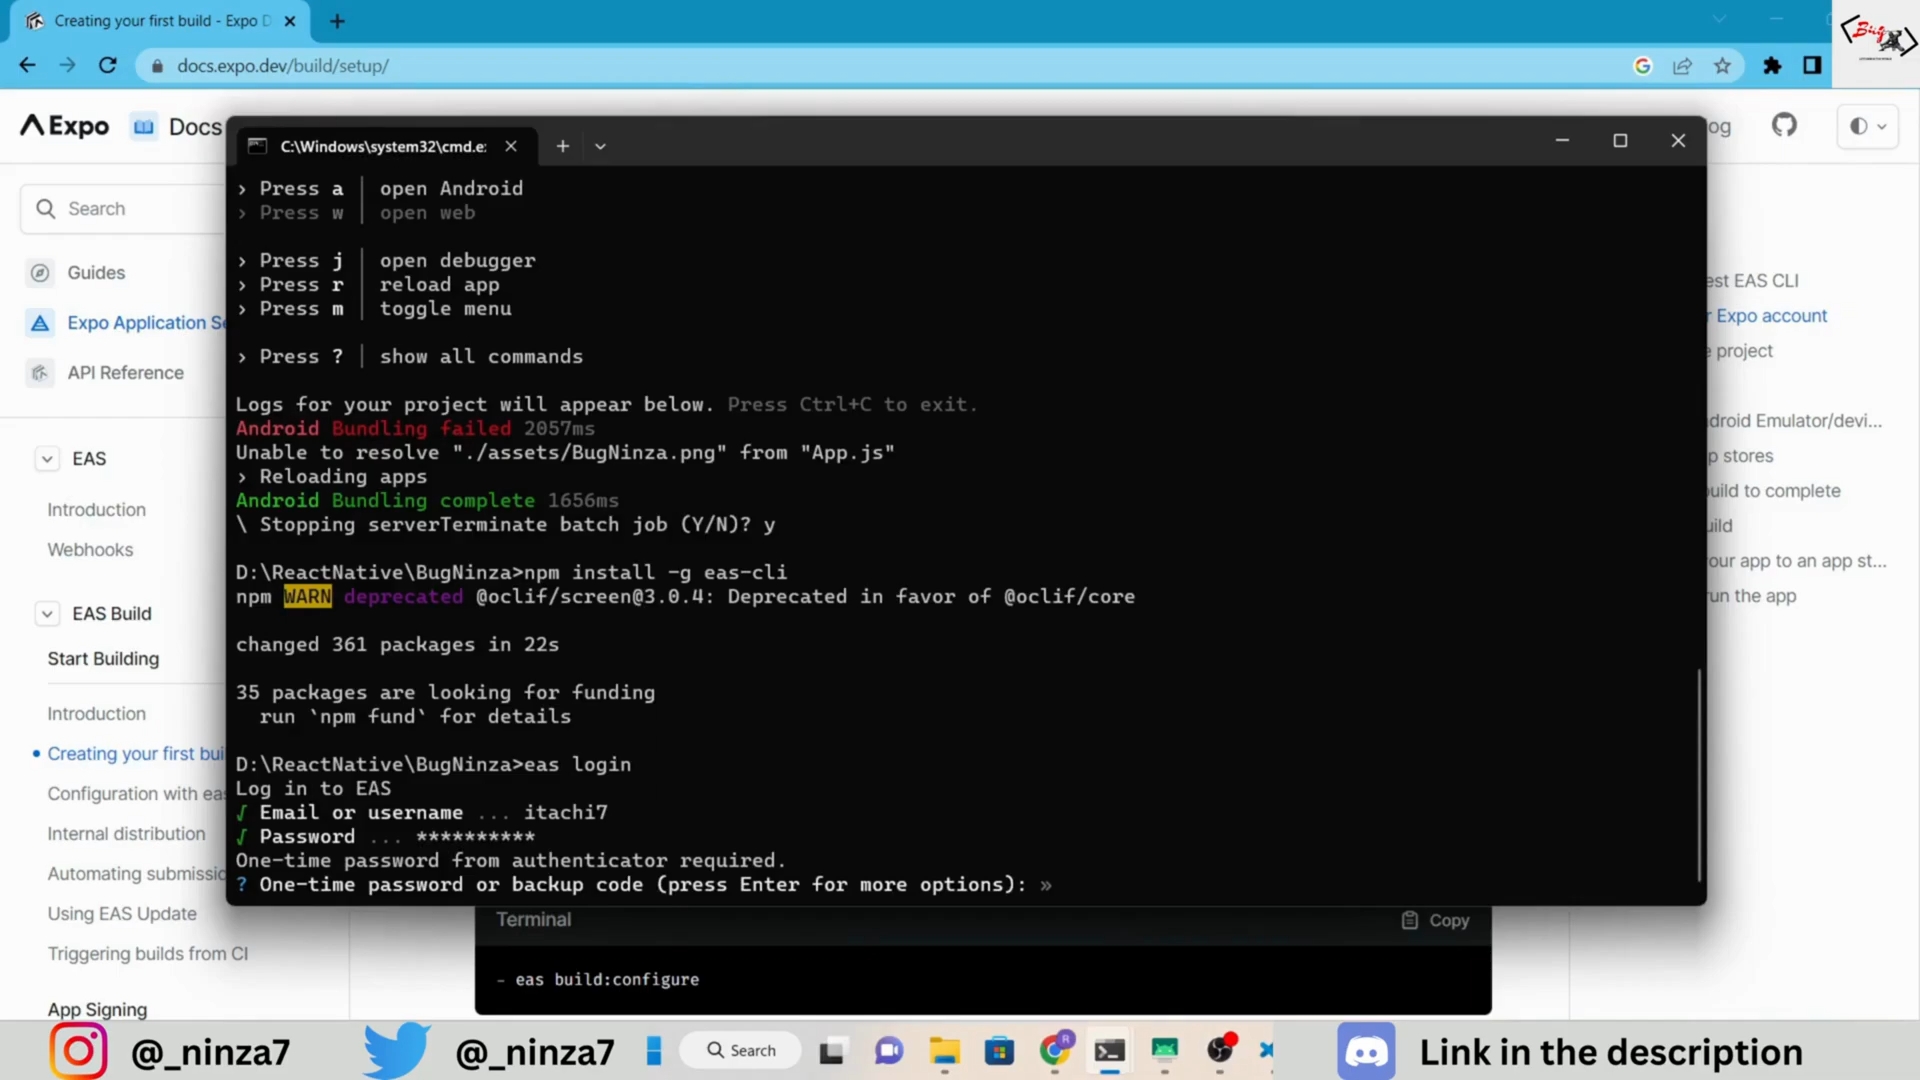 Creating your first build - Expo D
docs.expo.dev/build/setup/
Expo Docs
og
Search
Guides
Expo Application Se
API Reference
EAS
Introduction
Webhooks
EAS Build
Start Building
Introduction
Creating your first bui
Configuration with eas
Internal distribution
Automating submissio
Using EAS Update
Triggering builds from CI
App Signing
C:\Windows\system32\cmd.e
› Press a │ open Android
› Press w │ open web
› Press j │ open debugger
› Press r │ reload app
› Press m │ toggle menu
› Press ? │ show all commands
Logs for your project will appear below. Press Ctrl+C to exit.
Android Bundling failed 2057ms
Unable to resolve "./assets/BugNinza.png" from "App.js"
› Reloading apps
Android Bundling complete 1656ms
\ Stopping serverTerminate batch job (Y/N)? y
D:\ReactNative\BugNinza>npm install -g eas-cli
npm WARN deprecated @oclif/screen@3.0.4: Deprecated in favor of @oclif/core
changed 361 packages in 22s
35 packages are looking for funding
run `npm fund` for details
D:\ReactNative\BugNinza>eas login
Log in to EAS
√ Email or username ... itachi7
√ Password ... **********
One-time password from authenticator required.
? One-time password or backup code (press Enter for more options): »
est EAS CLI
r Expo account
e project
droid Emulator/devi...
p stores
uild to complete
ild
your app to an app st...
run the app
Terminal
Copy
- eas build:configure
@_ninza7
@_ninza7
Search
Link in the description
Bug